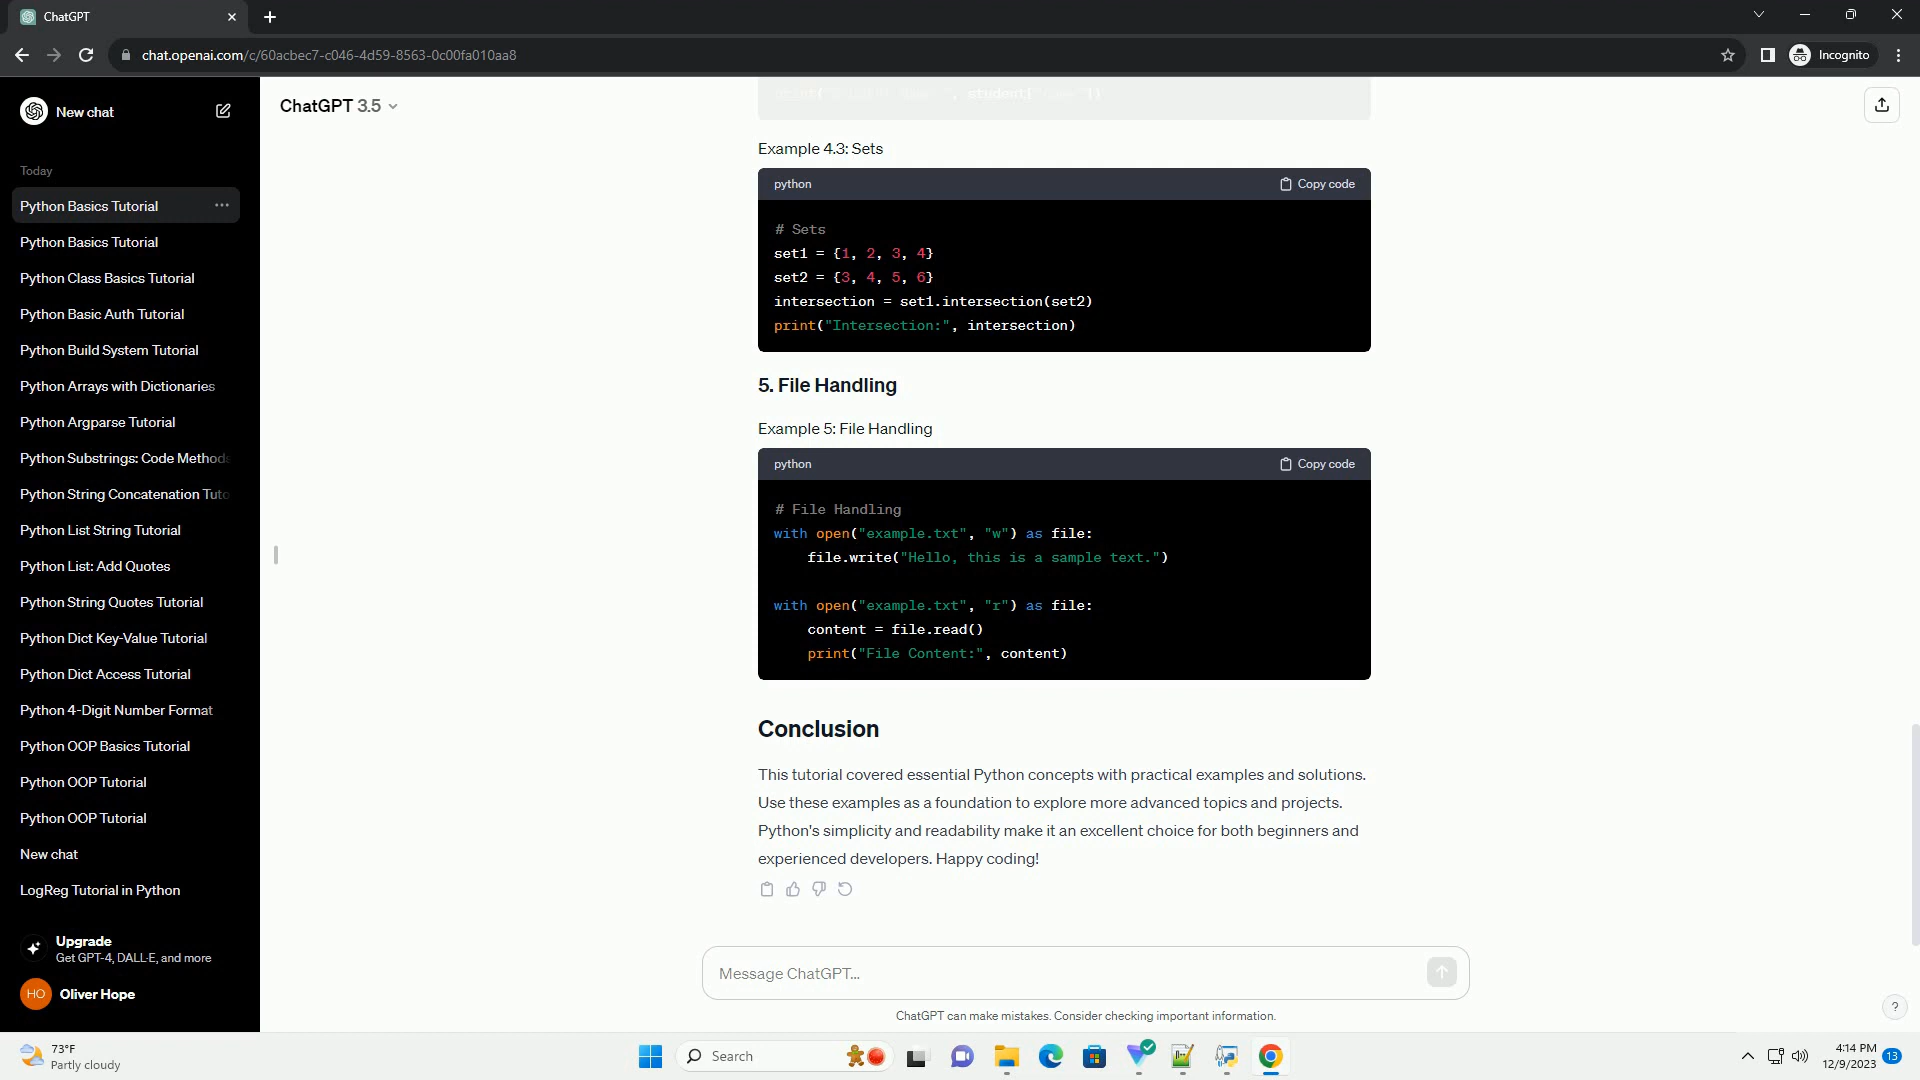 ChatGPT
chat.openai.com/c/60acbec7-c046-4d59-8563-0c00fa010aa8
Incognito
New chat
Today
Python Basics Tutorial
Python Basics Tutorial
Python Class Basics Tutorial
Python Basic Auth Tutorial
Python Build System Tutorial
Python Arrays with Dictionaries
Python Argparse Tutorial
Python Substrings: Code Methods
Python String Concatenation Tuto
Python List String Tutorial
Python List: Add Quotes
Python String Quotes Tutorial
Python Dict Key-Value Tutorial
Python Dict Access Tutorial
Python 4-Digit Number Format
Python OOP Basics Tutorial
Python OOP Tutorial
Python OOP Tutorial
New chat
LogReg Tutorial in Python
Upgrade
Get GPT-4, DALL·E, and more
HO
Oliver Hope
ChatGPT 3.5
Example 4.3: Sets
python
Copy code
# Sets
set1 = {1, 2, 3, 4}
set2 = {3, 4, 5, 6}
intersection = set1.intersection(set2)
print("Intersection:", intersection)
5. File Handling
Example 5: File Handling
python
Copy code
# File Handling
with open("example.txt", "w") as file:
file.write("Hello, this is a sample text.")
with open("example.txt", "r") as file:
content = file.read()
print("File Content:", content)
Conclusion
This tutorial covered essential Python concepts with practical examples and solutions.
Use these examples as a foundation to explore more advanced topics and projects.
Python's simplicity and readability make it an excellent choice for both beginners and
experienced developers. Happy coding!
Message ChatGPT...
ChatGPT can make mistakes. Consider checking important information.
?
73°F
Partly cloudy
Search
4:14 PM
12/9/2023
13